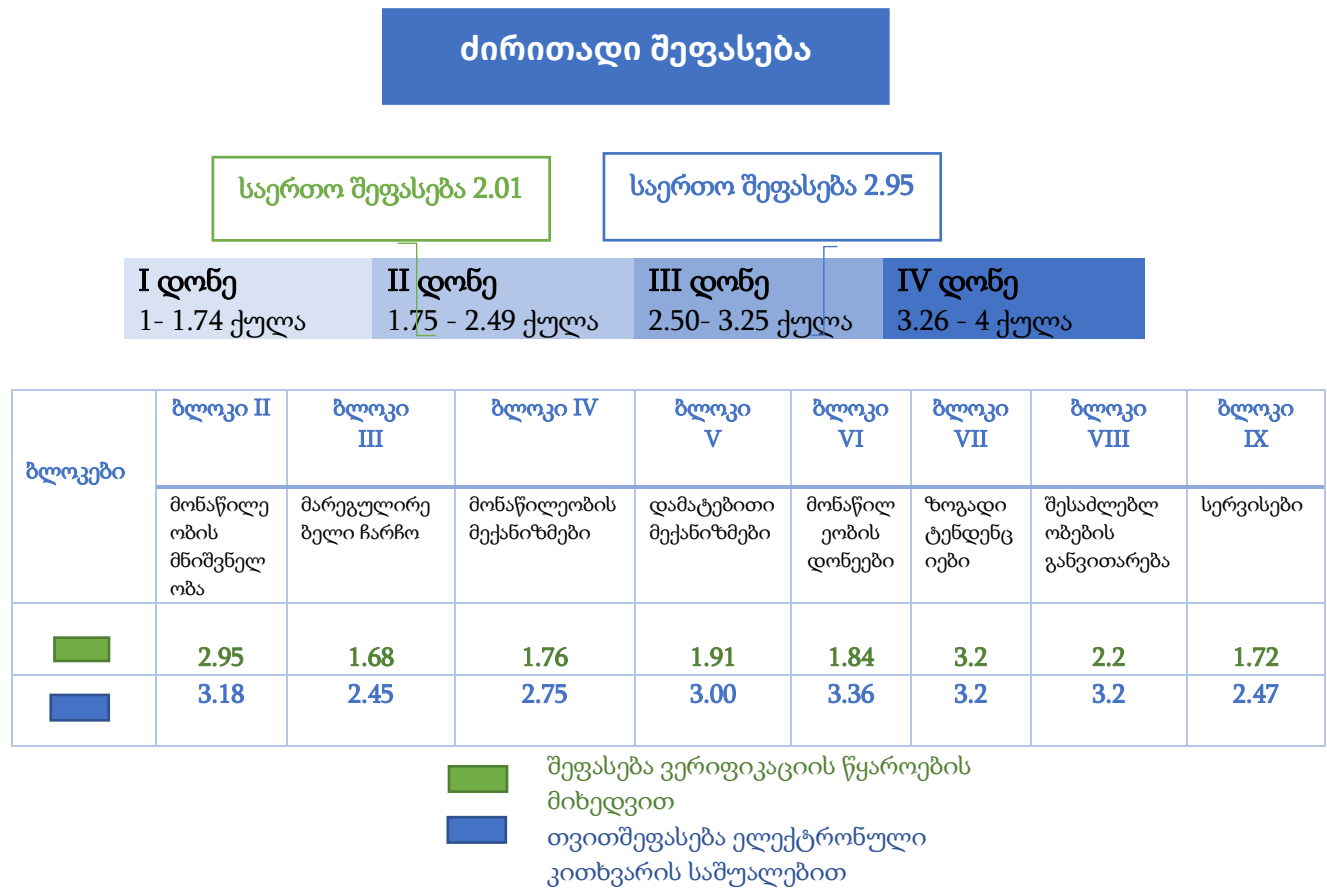 ძირითადი შეფასება
საერთო შეფასება 2.01
საერთო შეფასება 2.95
I დონე
1- 1.74 ქულა
II დონე
1.75 - 2.49 ქულა
III დონე
2.50- 3.25 ქულა
IV დონე
3.26 - 4 ქულა
ბლოკები
ბლოკი II
ბლოკი
III
ბლოკი IV
ბლოკი
V
ბლოკი
VI
ბლოკი
VII
ბლოკი
VIII
ბლოკი
IX
მონაწილე
ობის
მნიშვნელ
ობა
მარეგულირე
ბელი ჩარჩო
მონაწილეობის
მექანიზმები
დამატებითი
მექანიზმები
მონაწილ
ეობის
დონეები
ზოგადი
ტენდენც
იები
შესაძლებლ
ობების
განვითარება
სერვისები
2.95 1.68 1.76 1.91 1.84 3.2 2.2 1.72
3.18 2.45 2.75 3.00 3.36 3.2 3.2 2.47
შეფასება ვერიფიკაციის წყაროების
მიხედვით
თვითშეფასება ელექტრონული
კითხვარის საშუალებით